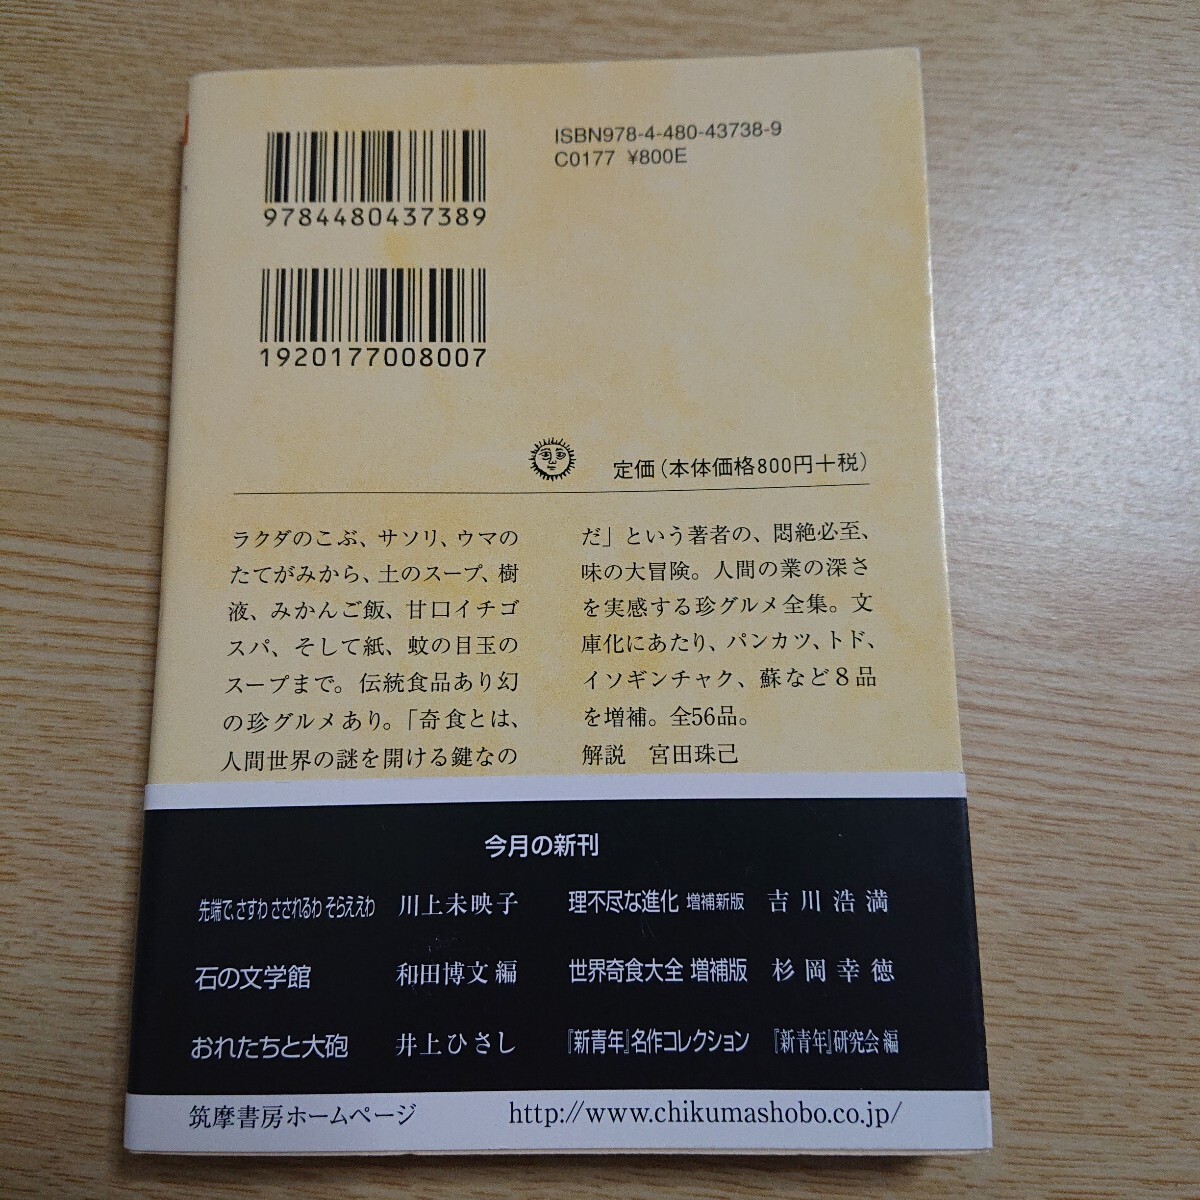 ISBN978-4-480-43738-9
C0177 ¥800E
9784480437389
1920177008007
定価(本体価格800円+税)
ラクダのこぶ、サソリ、ウマの
たてがみから、土のスープ、樹
液、みかんご飯、甘口イチゴ
スパ、そして紙、蚊の目玉の
スープまで。伝統食品あり幻
の珍グルメあり。「奇食とは、
人間世界の謎を開ける鍵なの
だ」という著者の、悶絶必至、
味の大冒険。人間の業の深さ
を実感する珍グルメ全集。文
庫化にあたり、パンカツ、トド、
イソギンチャク、蘇など8品
を増補。全56品。
解説 宮田珠己
今月の新刊
先端で、さすわ さされるわ そらええわ 川上未映子
石の文学館 和田博文 編
おれたちと大砲 井上ひさし
理不尽な進化 増補新版 吉川浩満
世界奇食大全 増補版 杉岡幸徳
『新青年』名作コレクション 『新青年』研究会 編
筑摩書房ホームページ http://www.chikumashobo.co.jp/